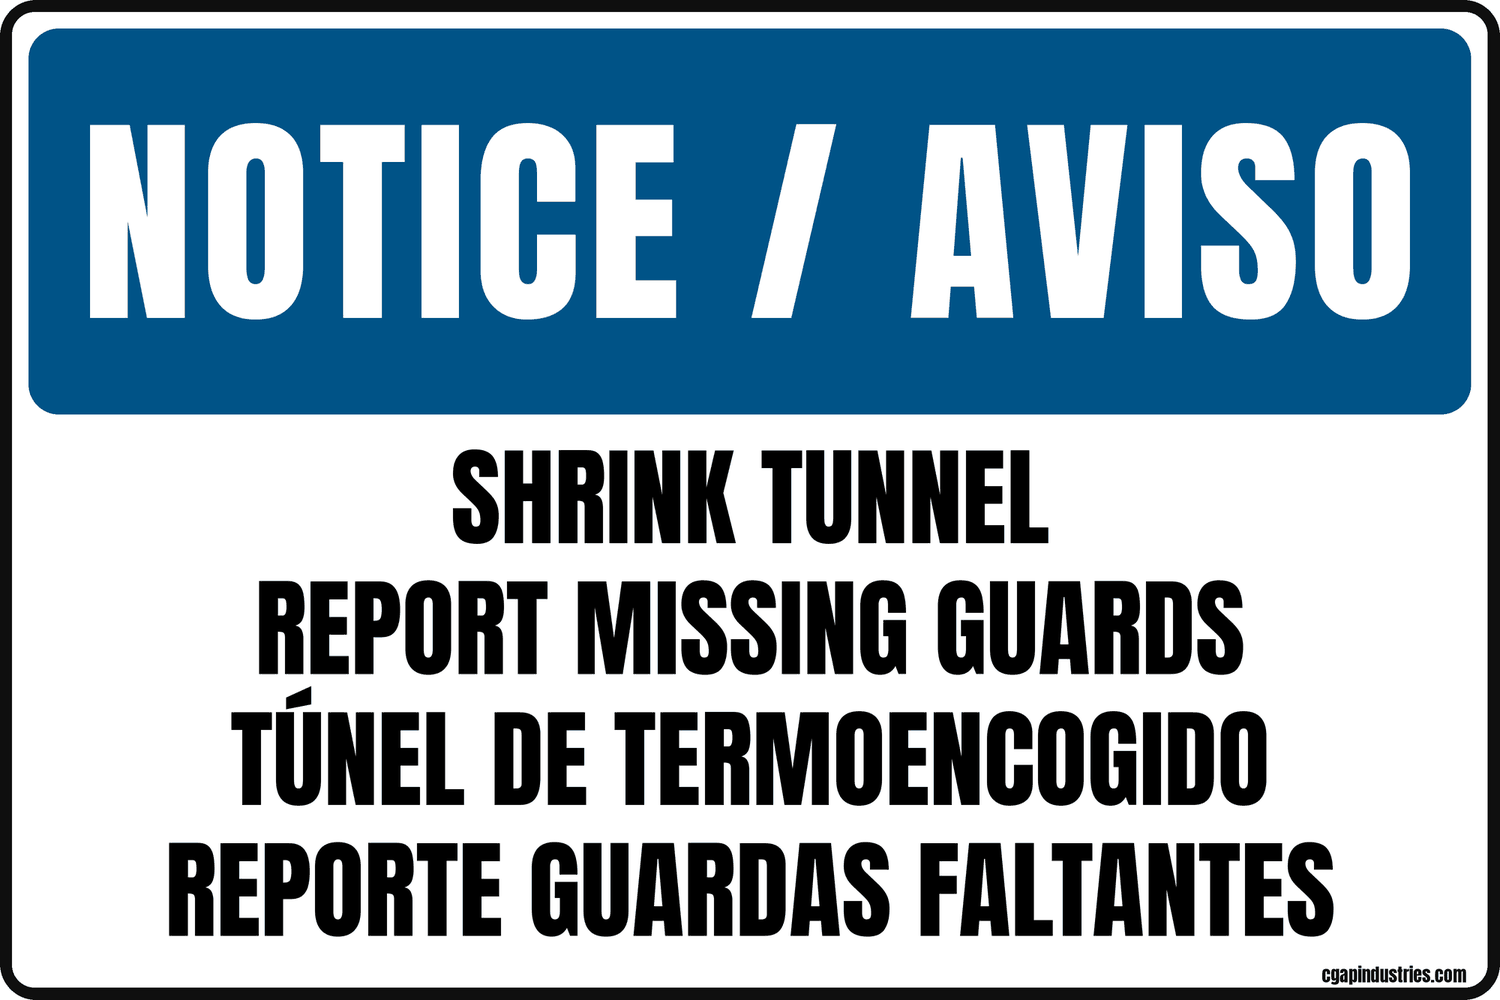 NOTICE / AVISO
SHRINK TUNNEL
REPORT MISSING GUARDS
TÚNEL DE TERMOENCOGIDO
REPORTE GUARDAS FALTANTES
cgapindustries.com